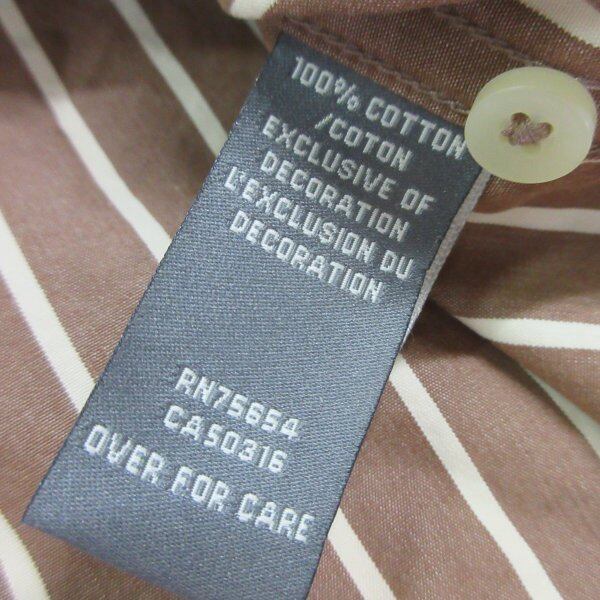 100% COTTON
/COTON
EXCLUSIVE OF
DECORATION
L'EXCLUSION DU
DECORATION
RN75654
CA50316
OVER FOR CARE